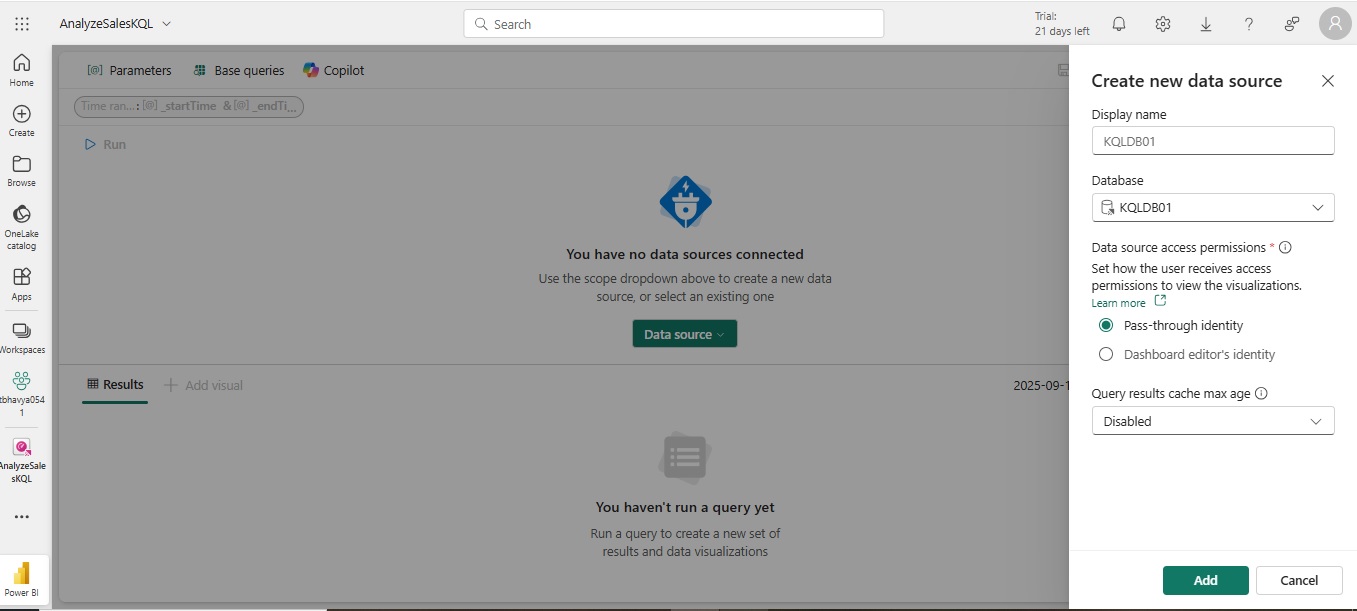 AnalyzeSalesKQL
Search
Trial:
21 days left
Home
Create
Browse
OneLake
catalog
Apps
Workspaces
tbhavya054
1
AnalyzeSale
sKQL
Power BI
Parameters
Base queries
Copilot
Time ran... : [@] _startTime & [@] _endTi...
Run
You have no data sources connected
Use the scope dropdown above to create a new data
source, or select an existing one
Data source
Results
Add visual
2025-09-1
You haven't run a query yet
Run a query to create a new set of
results and data visualizations
Create new data source
Display name
KQLDB01
Database
KQLDB01
Data source access permissions *
Set how the user receives access
permissions to view the visualizations.
Learn more
Pass-through identity
Dashboard editor's identity
Query results cache max age
Disabled
Add
Cancel